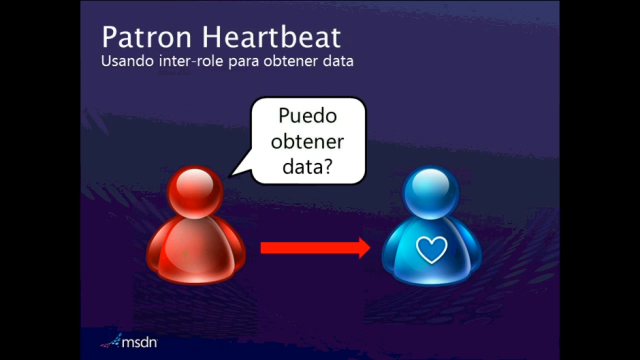 Patron Heartbeat
Usando inter-role para obtener data
Puedo
obtener
data?
msdn